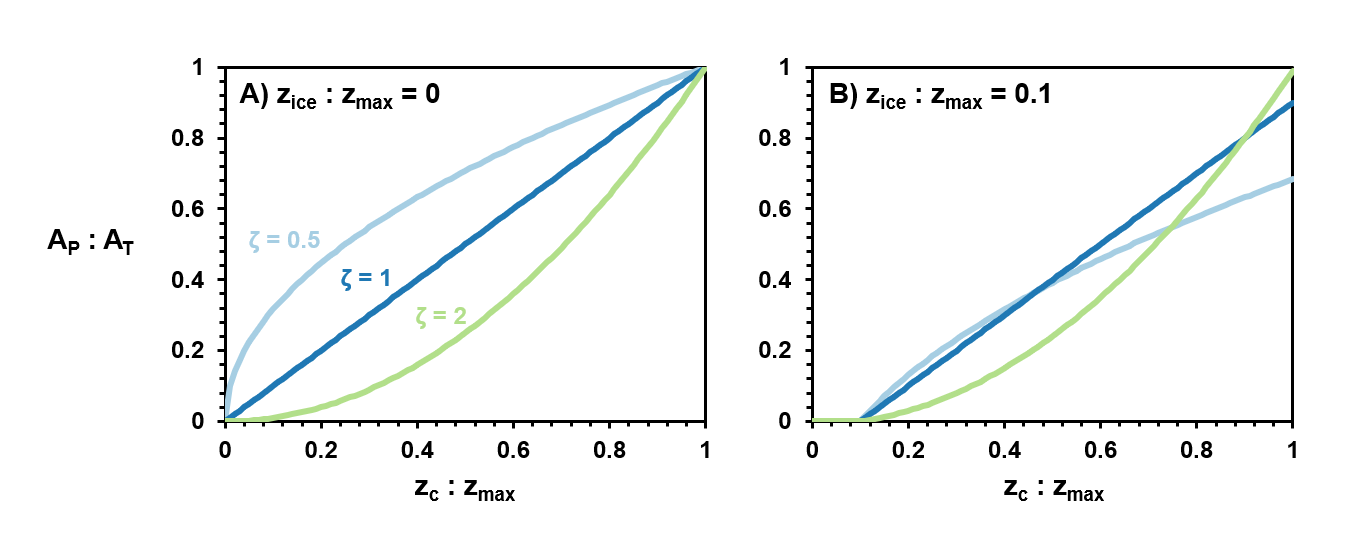 A) zice : zmax = 0
1
0.8
0.6
0.4
0.2
0
AP : AT
ζ = 0.5
ζ = 1
ζ = 2
0 0.2 0.4 0.6 0.8 1
zc : zmax
B) zice : zmax = 0.1
1
0.8
0.6
0.4
0.2
0
0 0.2 0.4 0.6 0.8 1
zc : zmax